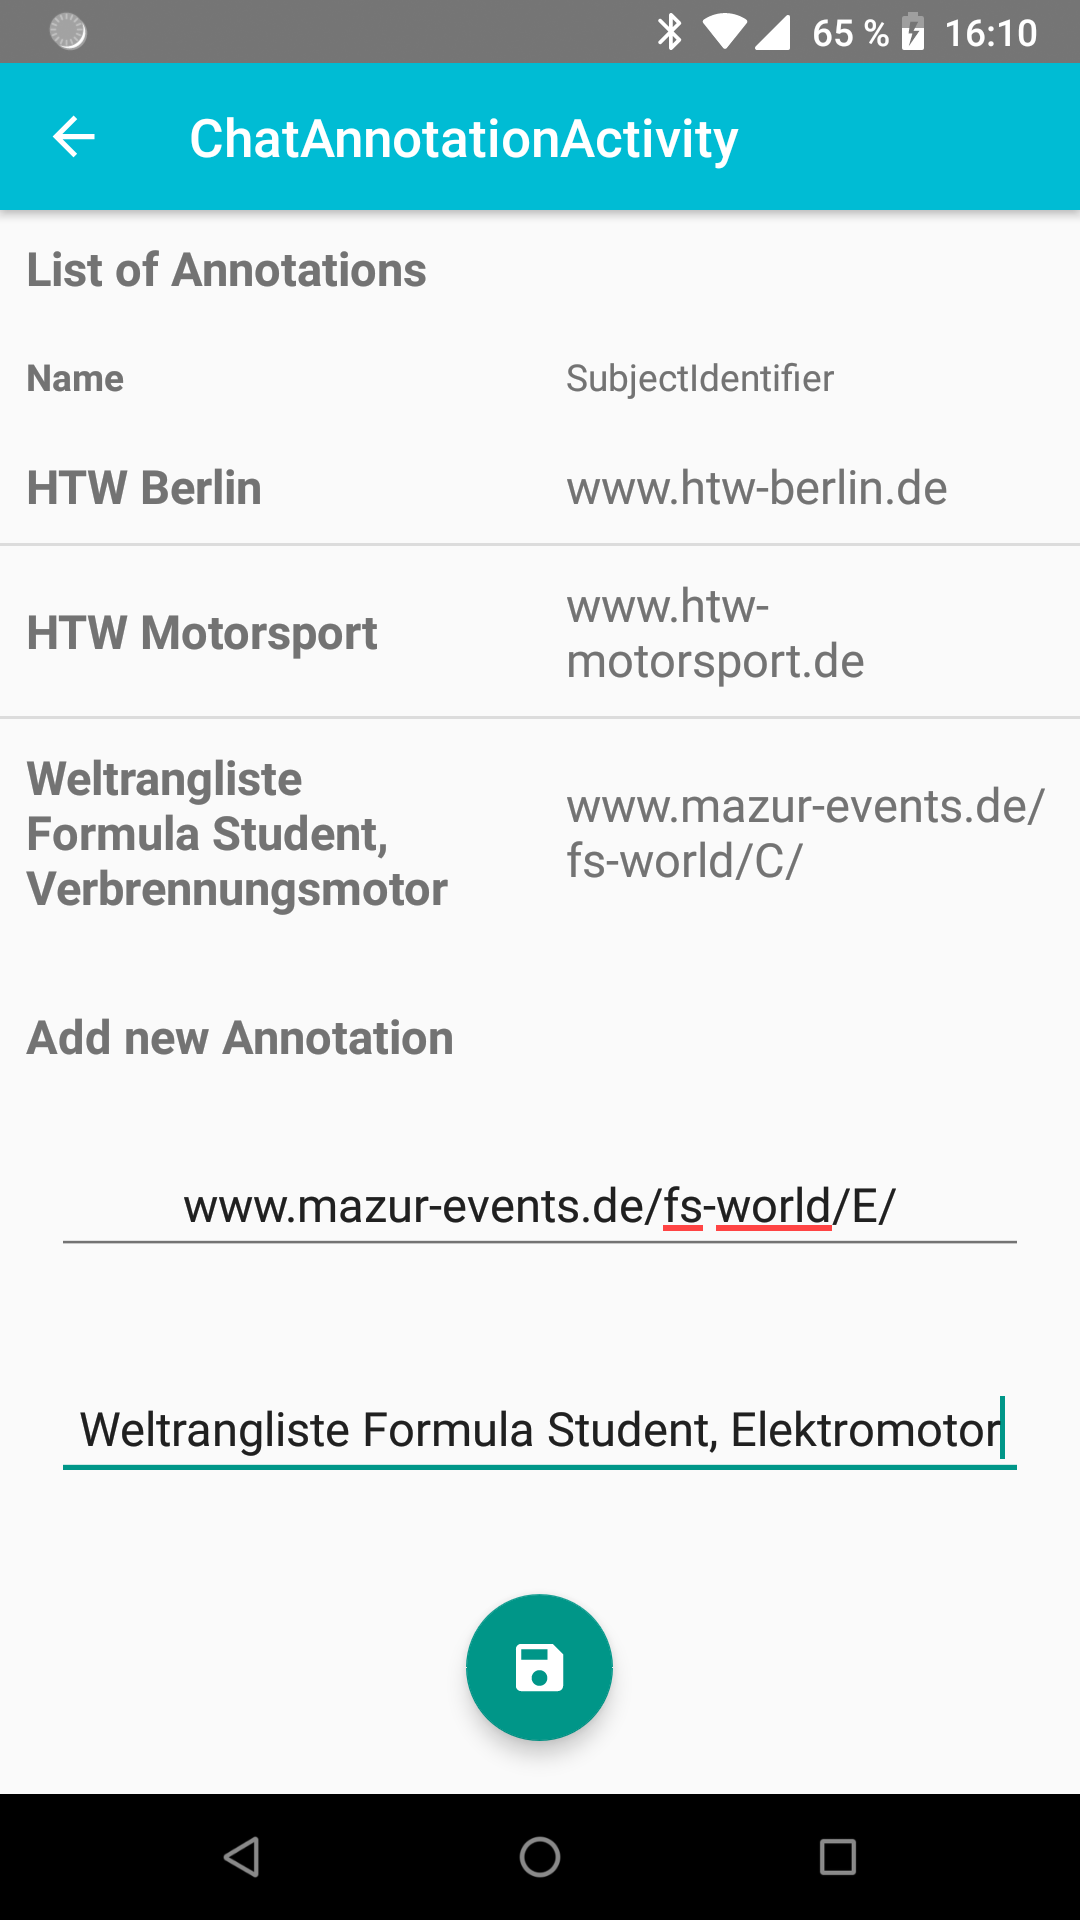 65 % 16:10
ChatAnnotationActivity
List of Annotations
Name SubjectIdentifier
HTW Berlin www.htw-berlin.de
HTW Motorsport
www.htw-
motorsport.de
Weltrangliste
Formula Student,
Verbrennungsmotor
www.mazur-events.de/
fs-world/C/
Add new Annotation
www.mazur-events.de/fs-world/E/
Weltrangliste Formula Student, Elektromotor